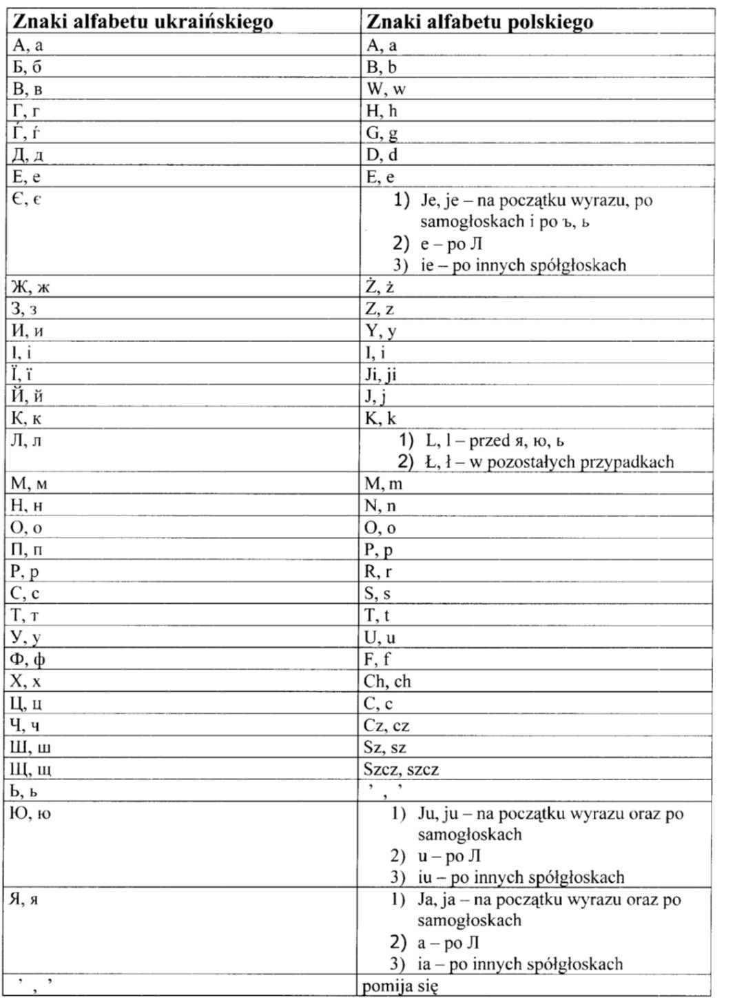 Znaki alfabetu ukraińskiego Znaki alfabetu polskiego
А, а A, a
Б, б B, b
В, в W, w
Г, г H, h
Ѓ, ѓ G, g
Д, д D, d
Е, е E, e
Є, є 1) Je, je – na początku wyrazu, po
samogłoskach i po ъ, ь
2) e – po Л
3) ie – po innych spółgłoskach
Ж, ж Ż, ż
З, з Z, z
И, и Y, y
І, і I, i
Ї, ї Ji, ji
Й, й J, j
К, к K, k
Л, л 1) L, l – przed я, ю, ь
2) Ł, ł – w pozostałych przypadkach
М, м M, m
Н, н N, n
О, о O, o
П, п P, p
Р, р R, r
С, с S, s
Т, т T, t
У, у U, u
Ф, ф F, f
Х, х Ch, ch
Ц, ц C, c
Ч, ч Cz, cz
Ш, ш Sz, sz
Щ, щ Szcz, szcz
Ь, ь ’ , ’
Ю, ю 1) Ju, ju – na początku wyrazu oraz po
samogłoskach
2) u – po Л
3) iu – po innych spółgłoskach
Я, я 1) Ja, ja – na początku wyrazu oraz po
samogłoskach
2) a – po Л
3) ia – po innych spółgłoskach
’ , ’ pomija się